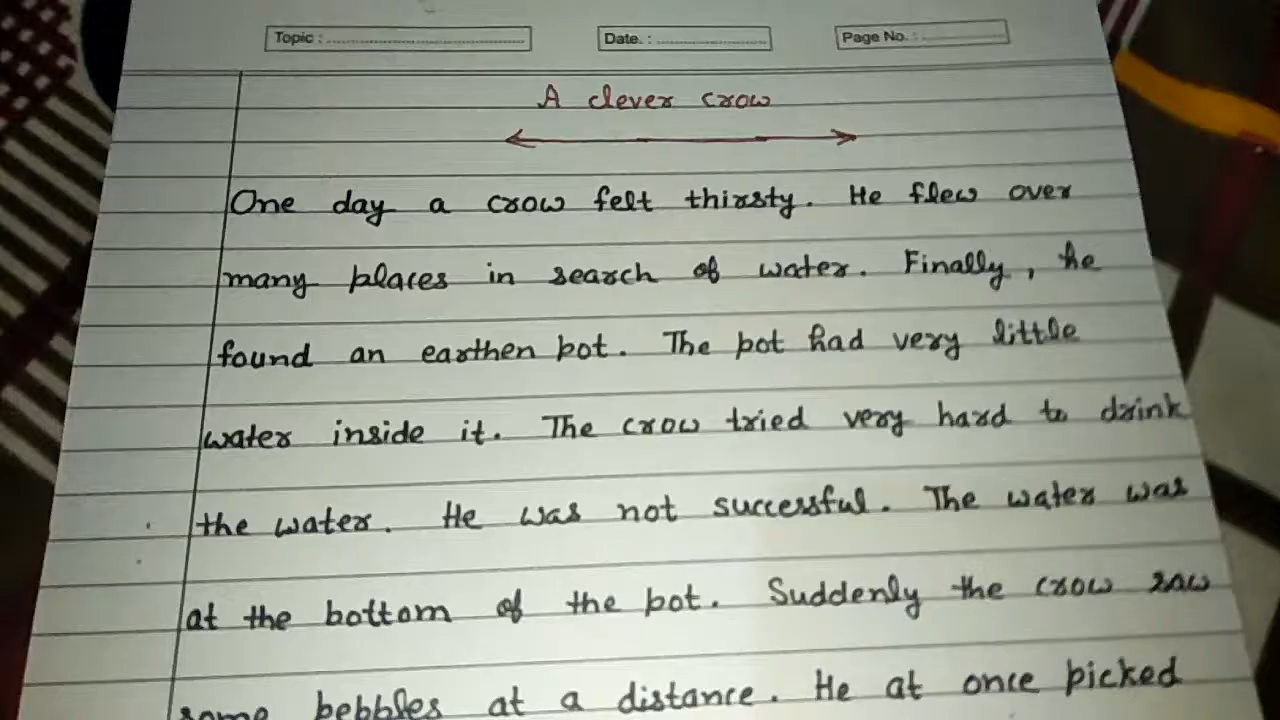 Topic : ........................................
Date. : ..............................
Page No. : ......................
A clever crow
One day a crow felt thirsty. He flew over
many places in search of water. Finally, he
found an earthen pot. The pot had very little
water inside it. The crow tried very hard to drink
the water. He was not successful. The water was
at the bottom of the pot. Suddenly the crow saw
some pebbles at a distance. He at once picked